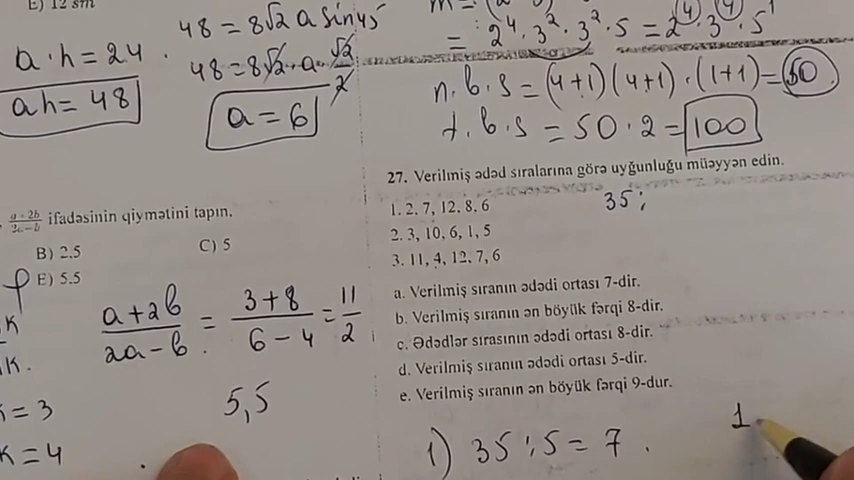 E) 12 sm
48 = 8√2 a sin45
a · h = 24 .
48 = 8√2 · a · √2/2
ah = 48
a = 6
= 2⁴ · 3² · 3² · 5 = 2⁴ · 3⁴ · 5¹
n.b.s = (4+1)(4+1) · (1+1) = 50
t.b.s = 50 · 2 = 100
(a+2b)/(2a−b) ifadəsinin qiymətini tapın.
B) 2.5
C) 5
E) 5.5
(a+2b)/(2a−b) = (3+8)/(6−4) = 11/2
5,5
K
K.
= 3
K = 4
27. Verilmiş ədəd sıralarına görə uyğunluğu müəyyən edin.
35 :
1. 2, 7, 12, 8, 6
2. 3, 10, 6, 1, 5
3. 11, 4, 12, 7, 6
a. Verilmiş sıranın ədədi ortası 7-dir.
b. Verilmiş sıranın ən böyük fərqi 8-dir.
c. Ədədlər sırasının ədədi ortası 8-dir.
d. Verilmiş sıranın ədədi ortası 5-dir.
e. Verilmiş sıranın ən böyük fərqi 9-dur.
1) 35 : 5 = 7 .
1